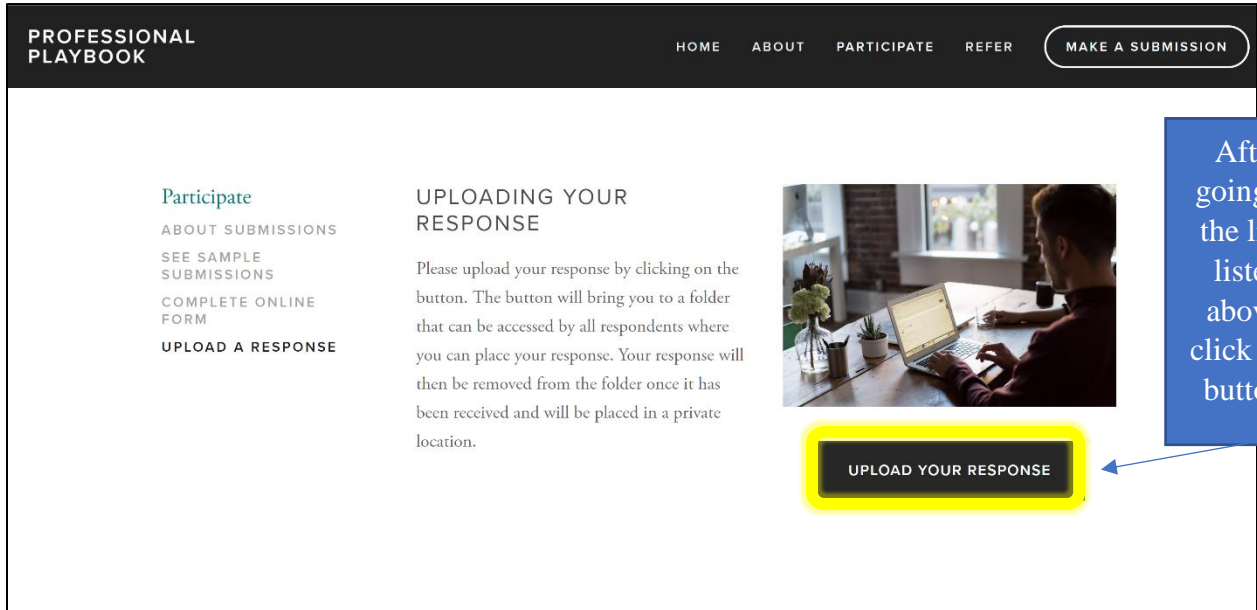 PROFESSIONAL
PLAYBOOK
HOME ABOUT PARTICIPATE REFER MAKE A SUBMISSION
Participate
ABOUT SUBMISSIONS
SEE SAMPLE
SUBMISSIONS
COMPLETE ONLINE
FORM
UPLOAD A RESPONSE
UPLOADING YOUR
RESPONSE
Please upload your response by clicking on the
button. The button will bring you to a folder
that can be accessed by all respondents where
you can place your response. Your response will
then be removed from the folder once it has
been received and will be placed in a private
location.
UPLOAD YOUR RESPONSE
going
the
click